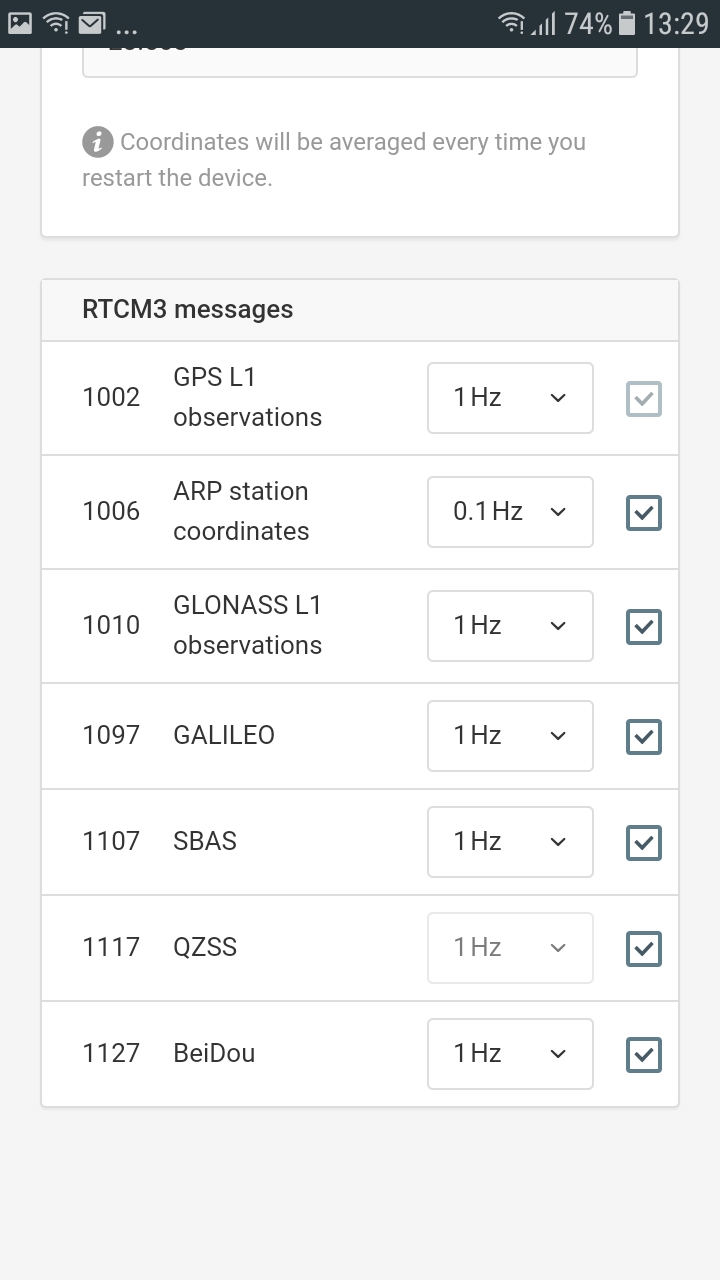 ... 74% 13:29
Coordinates will be averaged every time you
restart the device.
RTCM3 messages
1002 GPS L1 observations 1 Hz
1006 ARP station coordinates 0.1 Hz
1010 GLONASS L1 observations 1 Hz
1097 GALILEO 1 Hz
1107 SBAS 1 Hz
1117 QZSS 1 Hz
1127 BeiDou 1 Hz